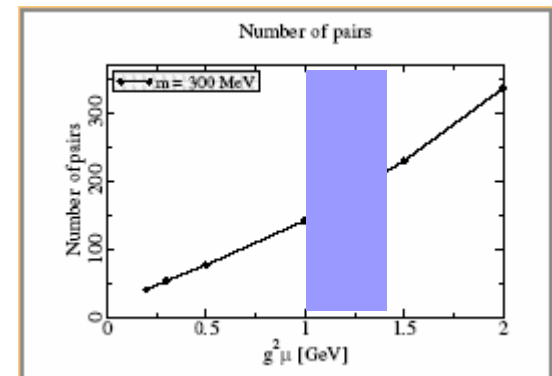 Number of pairs
m = 300 MeV
Number of pairs
300
200
100
0
0 0.5 1 1.5 2
g²μ [GeV]